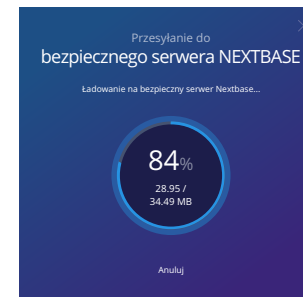 Przesyłanie do
bezpiecznego serwera NEXTBASE
Ładowanie na bezpieczny serwer Nextbase...
84%
28.95 /
34.49 MB
Anuluj